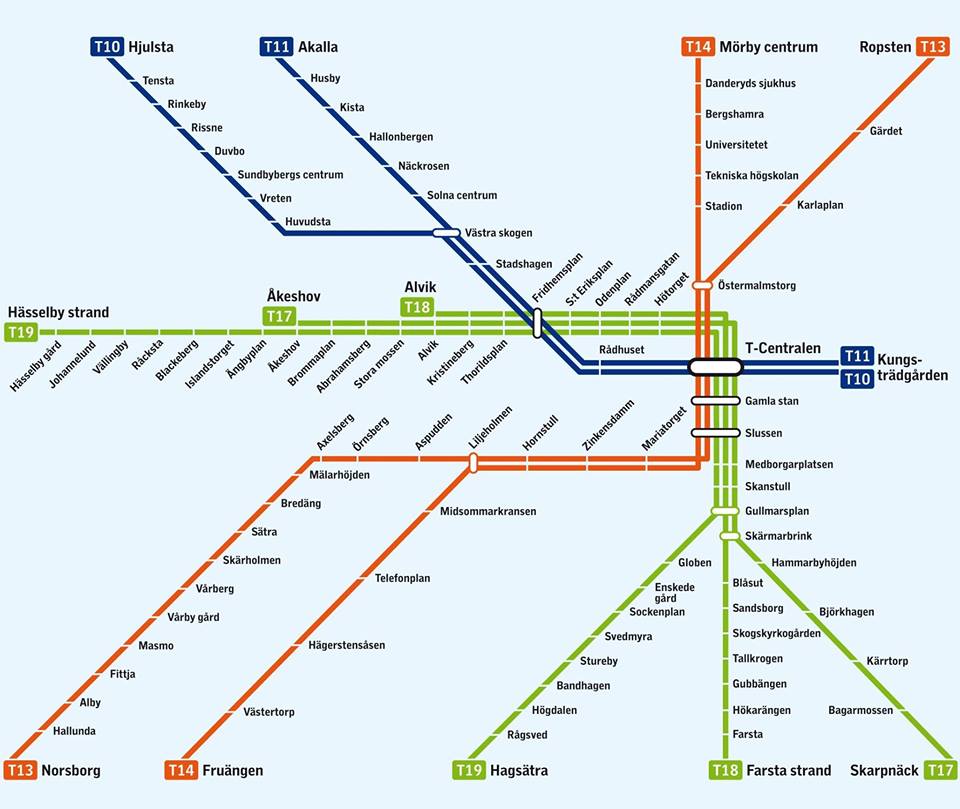 T10 Hjulsta
T11 Akalla
T14 Mörby centrum
Ropsten T13
Tensta
Rinkeby
Rissne
Duvbo
Sundbybergs centrum
Vreten
Huvudsta
Husby
Kista
Hallonbergen
Näckrosen
Solna centrum
Västra skogen
Stadshagen
Danderyds sjukhus
Bergshamra
Universitetet
Tekniska högskolan
Stadion
Gärdet
Karlaplan
Östermalmstorg
Hässelby strand
T19
Åkeshov
T17
Alvik
T18
Fridhemsplan
S:t Eriksplan
Odenplan
Rådmansgatan
Hötorget
Hässelby gård
Johannelund
Vällingby
Råcksta
Blackeberg
Islandstorget
Ängbyplan
Åkeshov
Brommaplan
Abrahamsberg
Stora mossen
Alvik
Kristineberg
Thorildsplan
Rådhuset
T-Centralen
T11
T10
Kungs-
trädgården
Gamla stan
Slussen
Medborgarplatsen
Skanstull
Gullmarsplan
Skärmarbrink
Axelsberg
Örnsberg
Aspudden
Liljeholmen
Hornstull
Zinkensdamm
Mariatorget
Mälarhöjden
Bredäng
Sätra
Skärholmen
Vårberg
Vårby gård
Masmo
Fittja
Alby
Hallunda
Midsommarkransen
Telefonplan
Hägerstensåsen
Västertorp
Globen
Enskede
gård
Sockenplan
Svedmyra
Stureby
Bandhagen
Högdalen
Rågsved
Blåsut
Sandsborg
Skogskyrkogården
Tallkrogen
Gubbängen
Hökarängen
Farsta
Hammarbyhöjden
Björkhagen
Kärrtorp
Bagarmossen
T13 Norsborg
T14 Fruängen
T19 Hagsätra
T18 Farsta strand
Skarpnäck T17